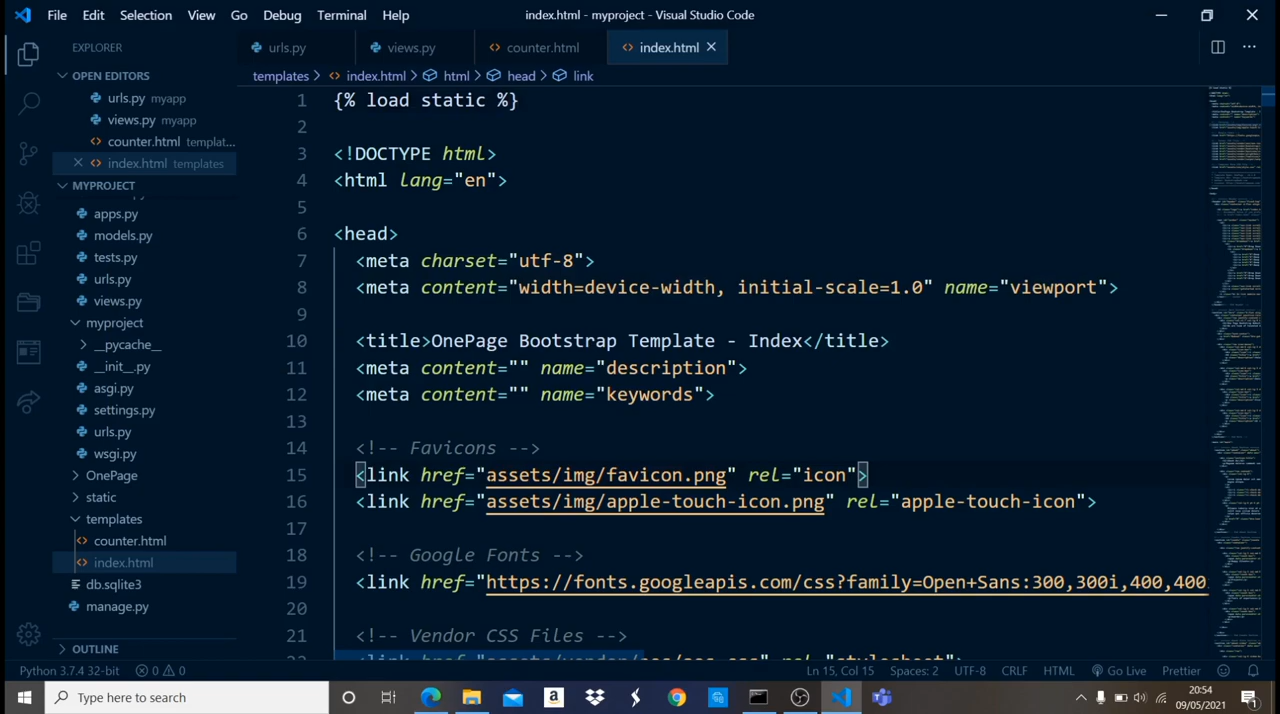 File Edit Selection View Go Debug Terminal Help
index.html - myproject - Visual Studio Code
EXPLORER
OPEN EDITORS
urls.py myapp
views.py myapp
counter.html templat...
index.html templates
MYPROJECT
apps.py
models.py
tests.py
urls.py
views.py
myproject
__pycache__
__init__.py
asgi.py
settings.py
urls.py
wsgi.py
OnePage
static
templates
counter.html
index.html
db.sqlite3
manage.py
OUTLINE
urls.py views.py counter.html index.html
templates > index.html > html > head > link
1 {% load static %}
2
3 <!DOCTYPE html>
4 <html lang="en">
5
6 <head>
7 <meta charset="utf-8">
8 <meta content="width=device-width, initial-scale=1.0" name="viewport">
9
10 <title>OnePage Bootstrap Template - Index</title>
11 <meta content="" name="description">
12 <meta content="" name="keywords">
13
14 <!-- Favicons -->
15 <link href="assets/img/favicon.png" rel="icon">
16 <link href="assets/img/apple-touch-icon.png" rel="apple-touch-icon">
17
18 <!-- Google Fonts -->
19 <link href="http://fonts.googleapis.com/css?family=Open+Sans:300,300i,400,400
20
21 <!-- Vendor CSS Files -->
Python 3.7.4 32-bit 0 0 Ln 15, Col 15 Spaces: 2 UTF-8 CRLF HTML Go Live Prettier
Type here to search
20:54
09/05/2021
1